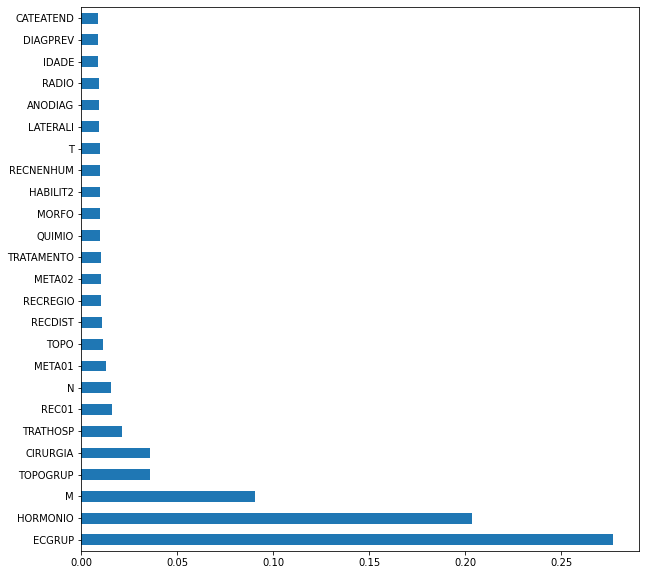 CATEATEND
DIAGPREV
IDADE
RADIO
ANODIAG
LATERALI
T
RECNENHUM
HABILIT2
MORFO
QUIMIO
TRATAMENTO
META02
RECREGIO
RECDIST
TOPO
META01
N
REC01
TRATHOSP
CIRURGIA
TOPOGRUP
M
HORMONIO
ECGRUP
0.00 0.05 0.10 0.15 0.20 0.25